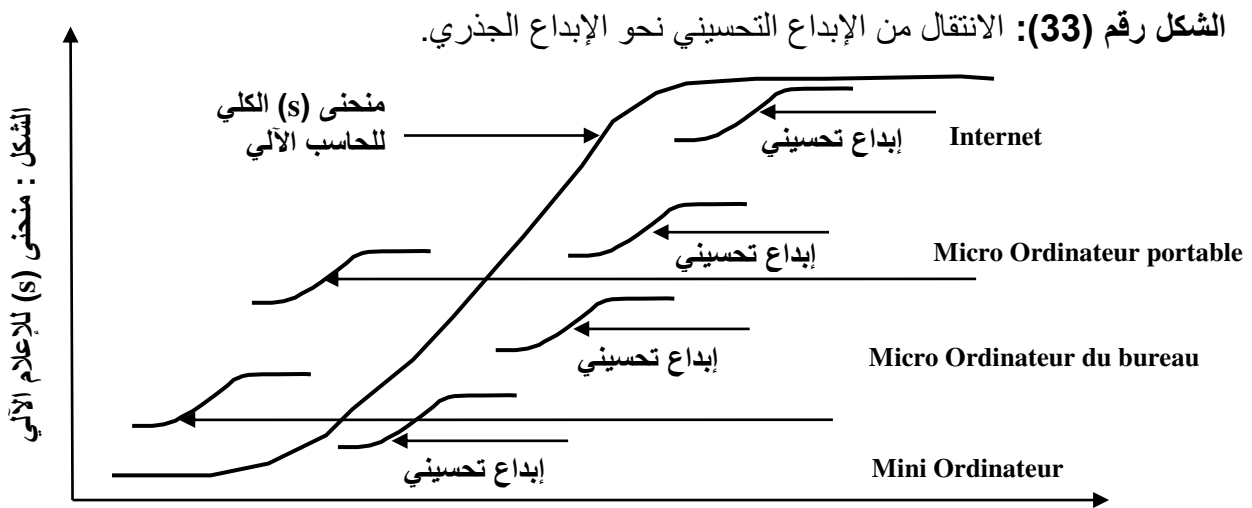 الشكل رقم (33): الانتقال من الإبداع التحسيني نحو الإبداع الجذري.
الشكل : منحنى (s) للإعلام الآلي
منحنى (s) الكلي
للحاسب الآلي
إبداع تحسيني
Internet
إبداع تحسيني
Micro Ordinateur portable
إبداع تحسيني
Micro Ordinateur du bureau
إبداع تحسيني
Mini Ordinateur